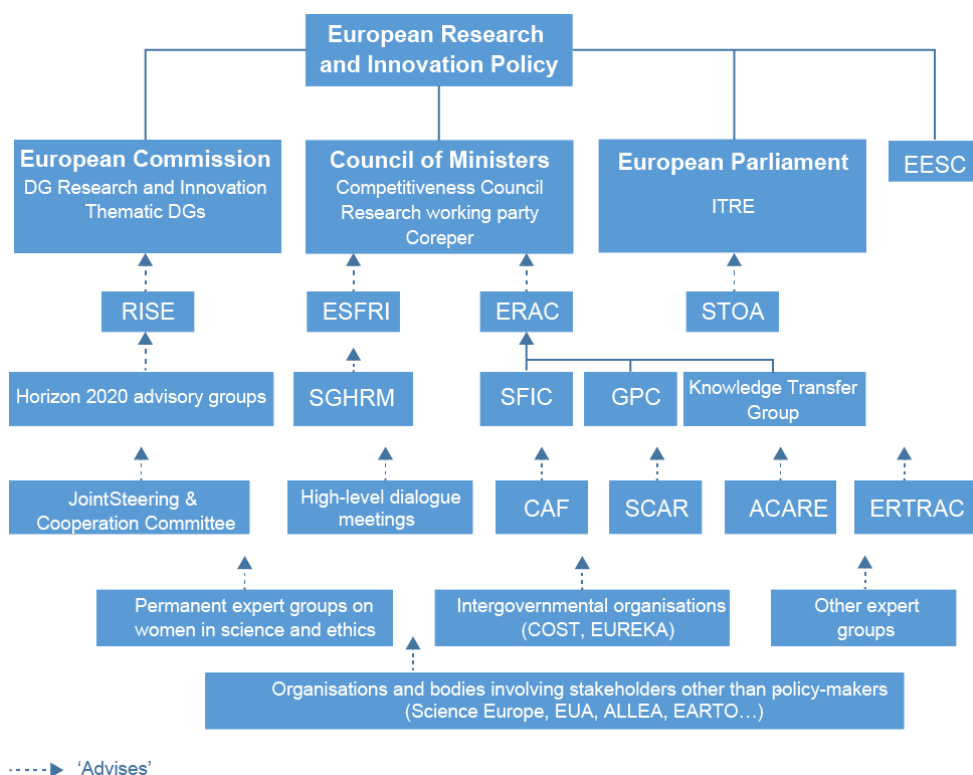 European Research
and Innovation Policy
European Commission
DG Research and Innovation
Thematic DGs
Council of Ministers
Competitiveness Council
Research working party
Coreper
European Parliament
ITRE
EESC
RISE
ESFRI
ERAC
STOA
Horizon 2020 advisory groups
SGHRM
SFIC
GPC
Knowledge Transfer
Group
JointSteering &
Cooperation Committee
High-level dialogue
meetings
CAF
SCAR
ACARE
ERTRAC
Permanent expert groups on
women in science and ethics
Intergovernmental organisations
(COST, EUREKA)
Other expert
groups
Organisations and bodies involving stakeholders other than policy-makers
(Science Europe, EUA, ALLEA, EARTO…)
‘Advises’